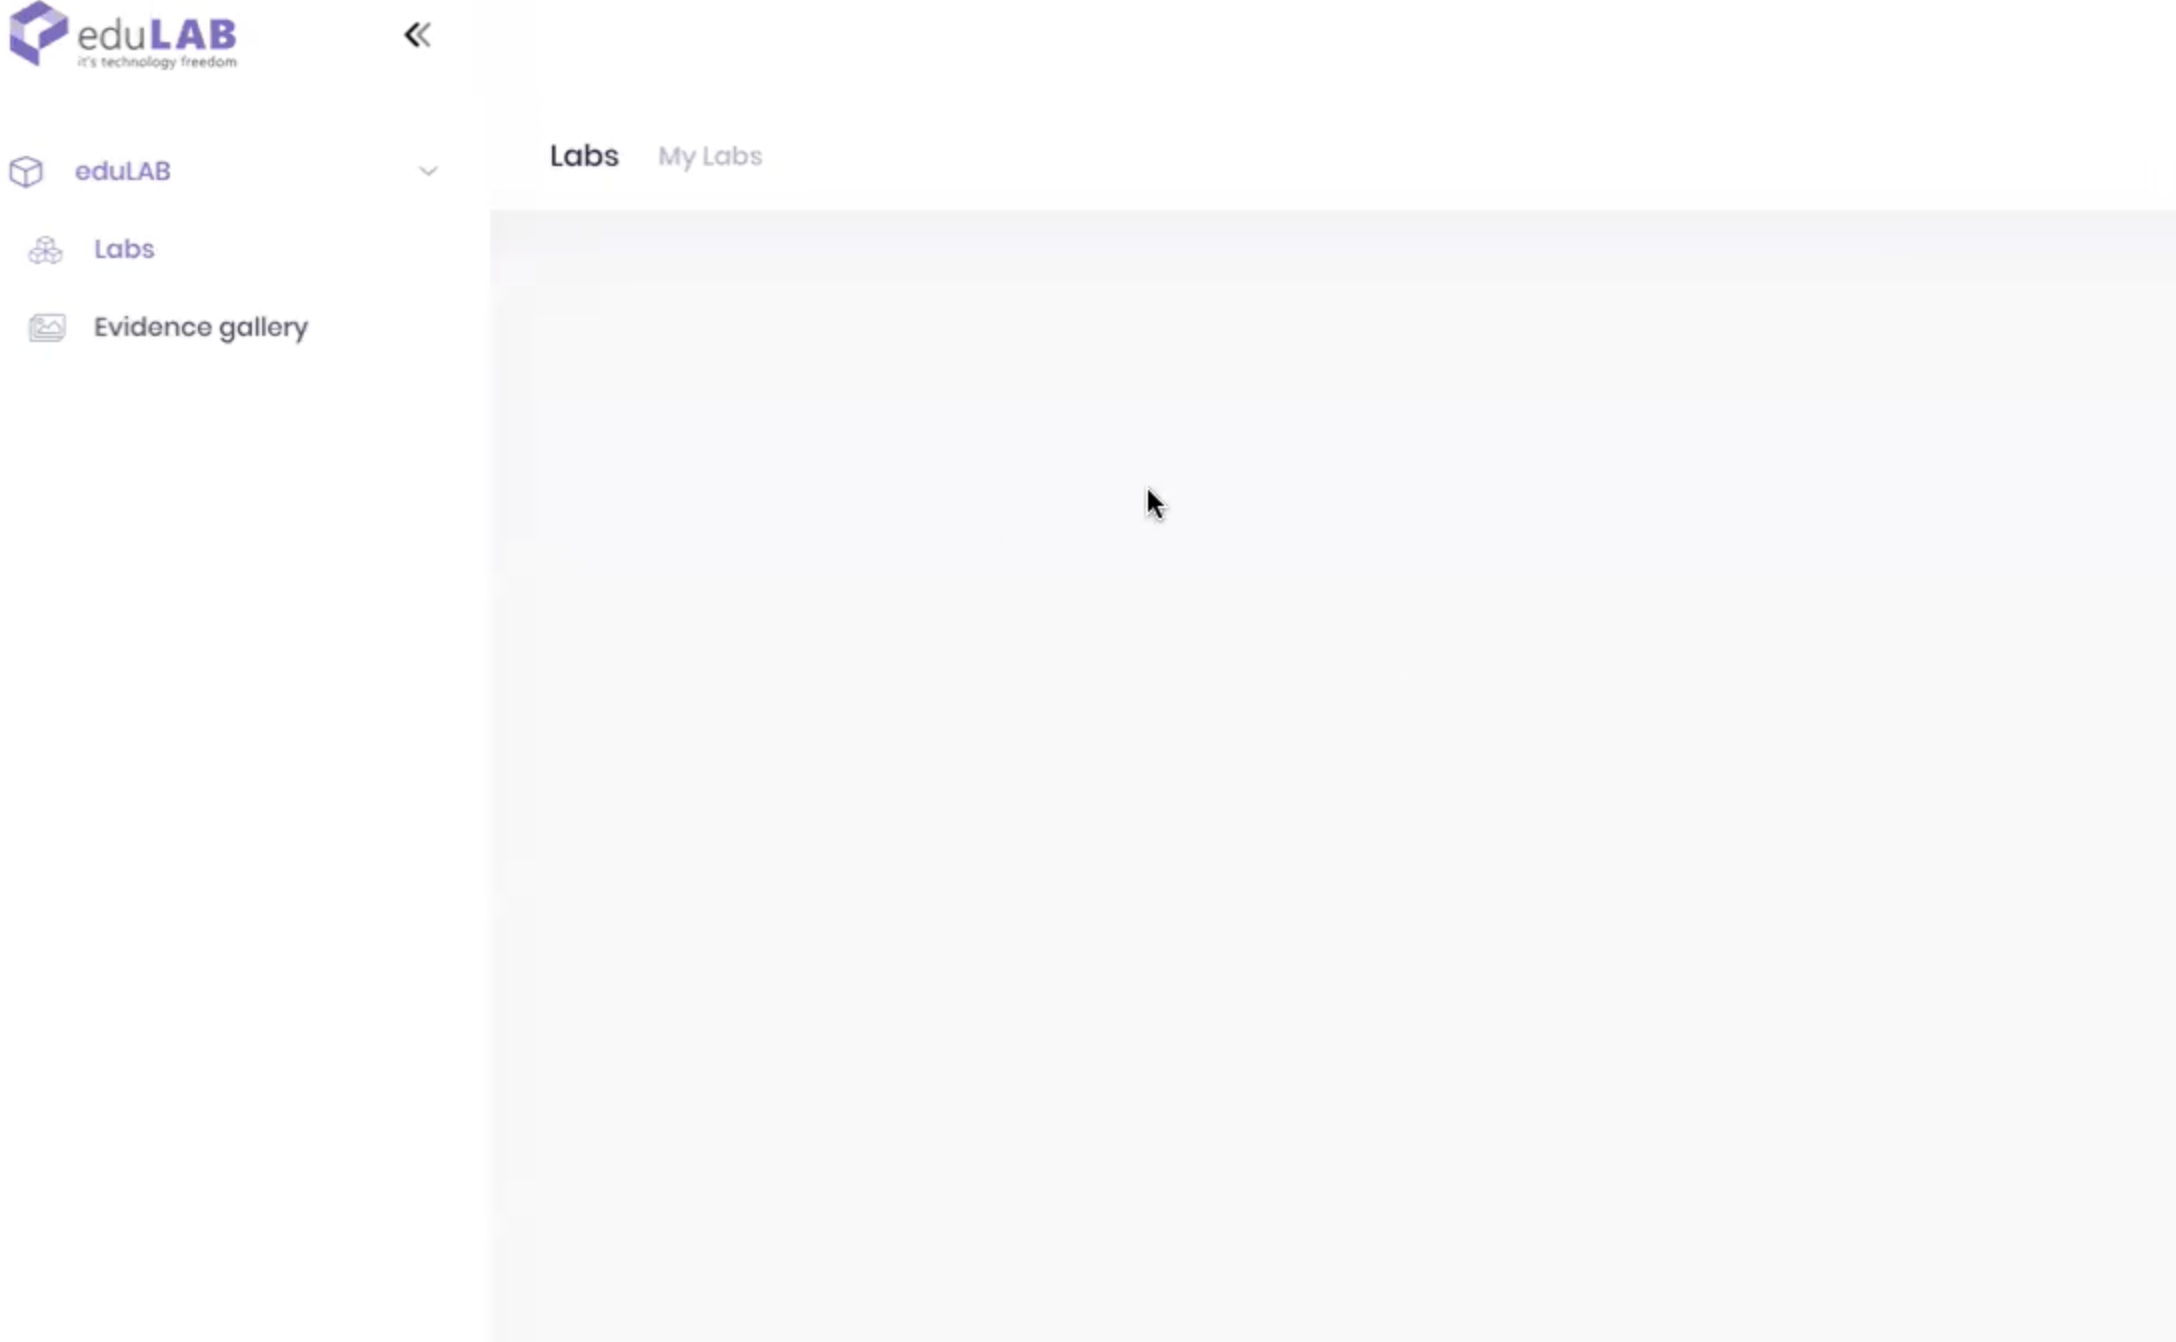 eduLAB
it's technology freedom
eduLAB
Labs
Evidence gallery
Labs My Labs